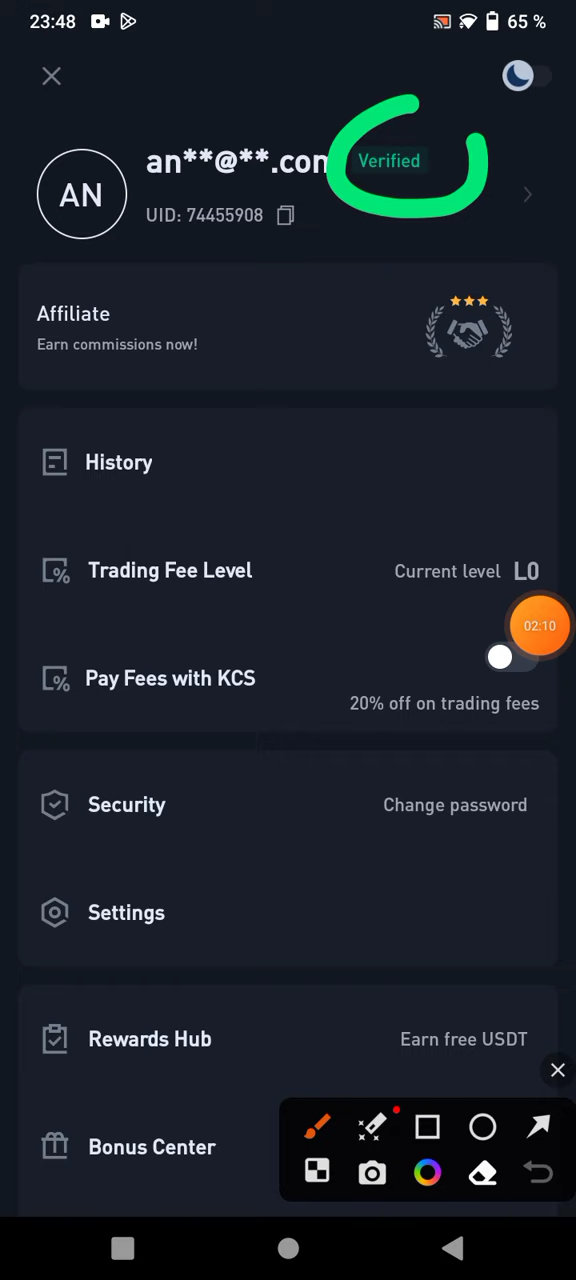 23:48
65 %
an**@**.com
Verified
AN
UID: 74455908
Affiliate
Earn commissions now!
History
Trading Fee Level
Current level L0
02:10
Pay Fees with KCS
20% off on trading fees
Security
Change password
Settings
Rewards Hub
Earn free USDT
Bonus Center